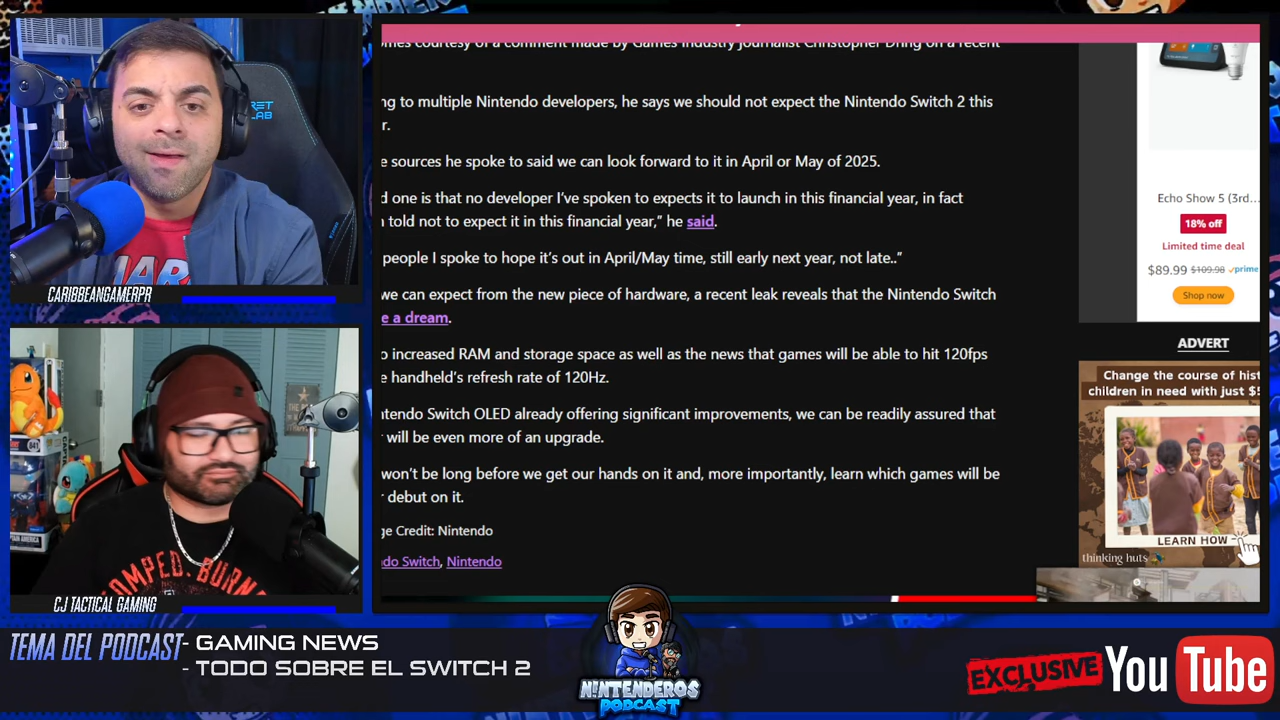 RET
LAB
CARIBBEANGAMERPR
841
CAPTAIN AMERICA
OMPED. BURN
CJ TACTICAL GAMING
omes courtesy of a comment made by Games Industry journalist Christopher Dring on a recent
ng to multiple Nintendo developers, he says we should not expect the Nintendo Switch 2 this
r.
e sources he spoke to said we can look forward to it in April or May of 2025.
d one is that no developer I've spoken to expects it to launch in this financial year, in fact
n told not to expect it in this financial year,” he said.
people I spoke to hope it's out in April/May time, still early next year, not late..”
we can expect from the new piece of hardware, a recent leak reveals that the Nintendo Switch
e a dream.
o increased RAM and storage space as well as the news that games will be able to hit 120fps
e handheld's refresh rate of 120Hz.
ntendo Switch OLED already offering significant improvements, we can be readily assured that
r will be even more of an upgrade.
won't be long before we get our hands on it and, more importantly, learn which games will be
r debut on it.
ge Credit: Nintendo
ndo Switch, Nintendo
Echo Show 5 (3rd...
18% off
Limited time deal
$89.99 $109.98 prime
Shop now
ADVERT
Change the course of hist
children in need with just $5
LEARN HOW
thinking huts
TEMA DEL PODCAST - GAMING NEWS
- TODO SOBRE EL SWITCH 2
NINTENDEROS
PODCAST
EXCLUSIVE YouTube